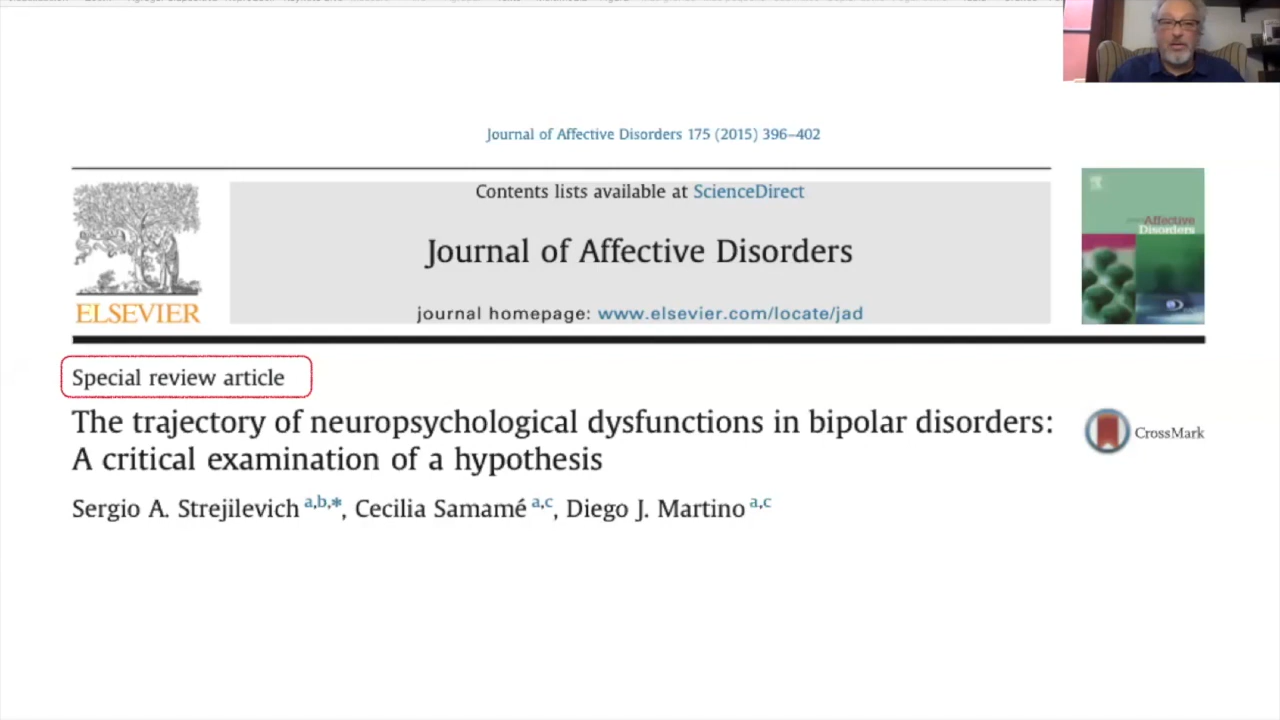 Journal of Affective Disorders 175 (2015) 396–402
Contents lists available at ScienceDirect
Journal of Affective Disorders
journal homepage: www.elsevier.com/locate/jad
ELSEVIER
Affective
Disorders
Special review article
The trajectory of neuropsychological dysfunctions in bipolar disorders:
A critical examination of a hypothesis
CrossMark
Sergio A. Strejilevich a,b,*, Cecilia Samamé a,c, Diego J. Martino a,c